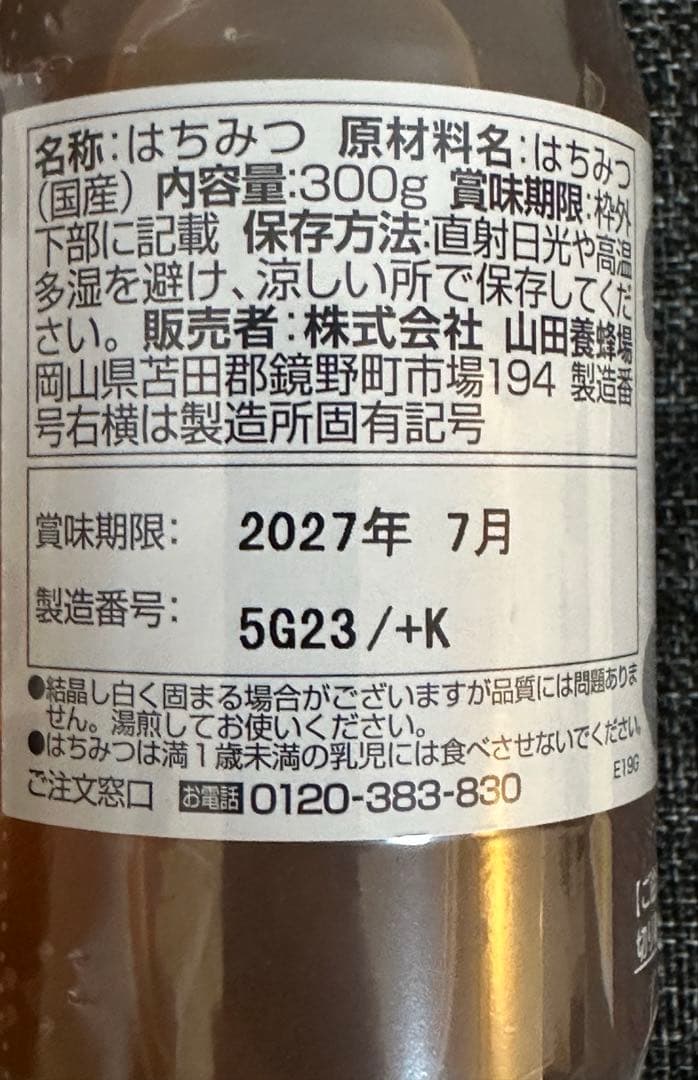 名称:はちみつ 原材料名:はちみつ
(国産) 内容量:300g 賞味期限:枠外
下部に記載 保存方法:直射日光や高温
多湿を避け、涼しい所で保存してくだ
さい。 販売者:株式会社 山田養蜂場
岡山県苫田郡鏡野町市場194 製造番
号右横は製造所固有記号
賞味期限: 2027年 7月
製造番号: 5G23/+K
●結晶し白く固まる場合がございますが品質には問題ありま
せん。湯煎してお使いください。
●はちみつは満1歳未満の乳児には食べさせないでください。
E19G
ご注文窓口 お電話 0120-383-830